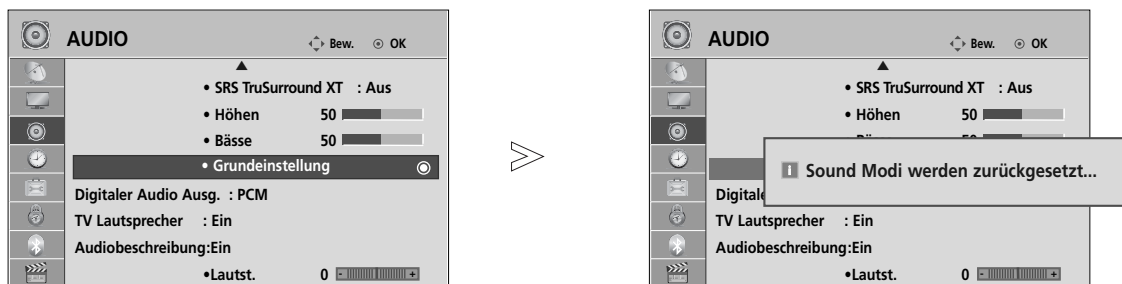 AUDIO Bew. OK
• SRS TruSurround XT : Aus
• Höhen 50
• Bässe 50
• Grundeinstellung
Digitaler Audio Ausg. : PCM
TV Lautsprecher : Ein
Audiobeschreibung:Ein
•Lautst. 0 - +
AUDIO Bew. OK
• SRS TruSurround XT : Aus
• Höhen 50
Sound Modi werden zurückgesetzt...
TV Lautsprecher : Ein
Audiobeschreibung:Ein
•Lautst. 0 - +